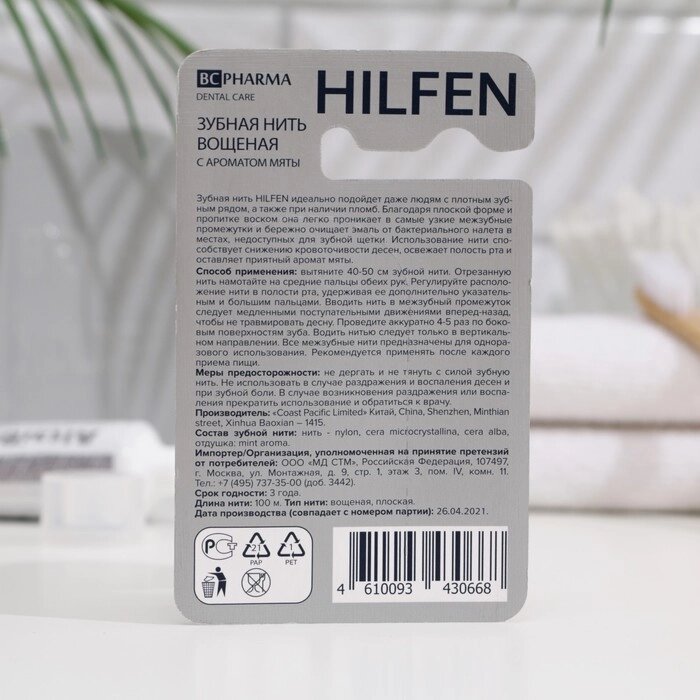 BC PHARMA
DENTAL CARE
HILFEN
ЗУБНАЯ НИТЬ
ВОЩЕНАЯ
С АРОМАТОМ МЯТЫ
Зубная нить HILFEN идеально подойдет даже людям с плотным зуб-
ным рядом, а также при наличии пломб. Благодаря плоской форме и
пропитке воском она легко проникает в самые узкие межзубные
промежутки и бережно очищает эмаль от бактериального налета в
местах, недоступных для зубной щетки. Использование нити спо-
собствует снижению кровоточивости десен, освежает полость рта и
оставляет приятный аромат мяты.
Способ применения: вытяните 40-50 см зубной нити. Отрезанную
нить намотайте на средние пальцы обеих рук. Регулируйте располо-
жение нити в полости рта, удерживая ее дополнительно указатель-
ным и большим пальцами. Вводить нить в межзубный промежуток
следует медленными поступательными движениями вперед-назад,
чтобы не травмировать десну. Проведите аккуратно 4-5 раз по боко-
вым поверхностям зуба. Водить нитью следует только в вертикаль-
ном направлении. Все межзубные нити предназначены для однора-
зового использования. Рекомендуется применять после каждого
приема пищи.
Меры предосторожности: не дергать и не тянуть с силой зубную
нить. Не использовать в случае раздражения и воспаления десен и
при зубной боли. В случае возникновения раздражения или воспа-
ления прекратить использование и обратиться к врачу.
Производитель: «Coast Pacific Limited» Китай, China, Shenzhen, Minthian
street, Xinhua Baoxian – 1415.
Состав зубной нити: нить - nylon, cera microcrystallina, cera alba,
отдушка: mint aroma.
Импортер/Организация, уполномоченная на принятие претензий
от потребителей: ООО «МД СТМ», Российская Федерация, 107497,
г. Москва, ул. Монтажная, д. 9, стр. 1, этаж 3, пом. IV, комн. 11.
Тел.: +7 (495) 737-35-00 (доб. 3442).
Срок годности: 3 года.
Длина нити: 100 м. Тип нити: вощеная, плоская.
Дата производства (совпадает с номером партии): 26.04.2021.
21 1
PAP PET
4 610093 430668